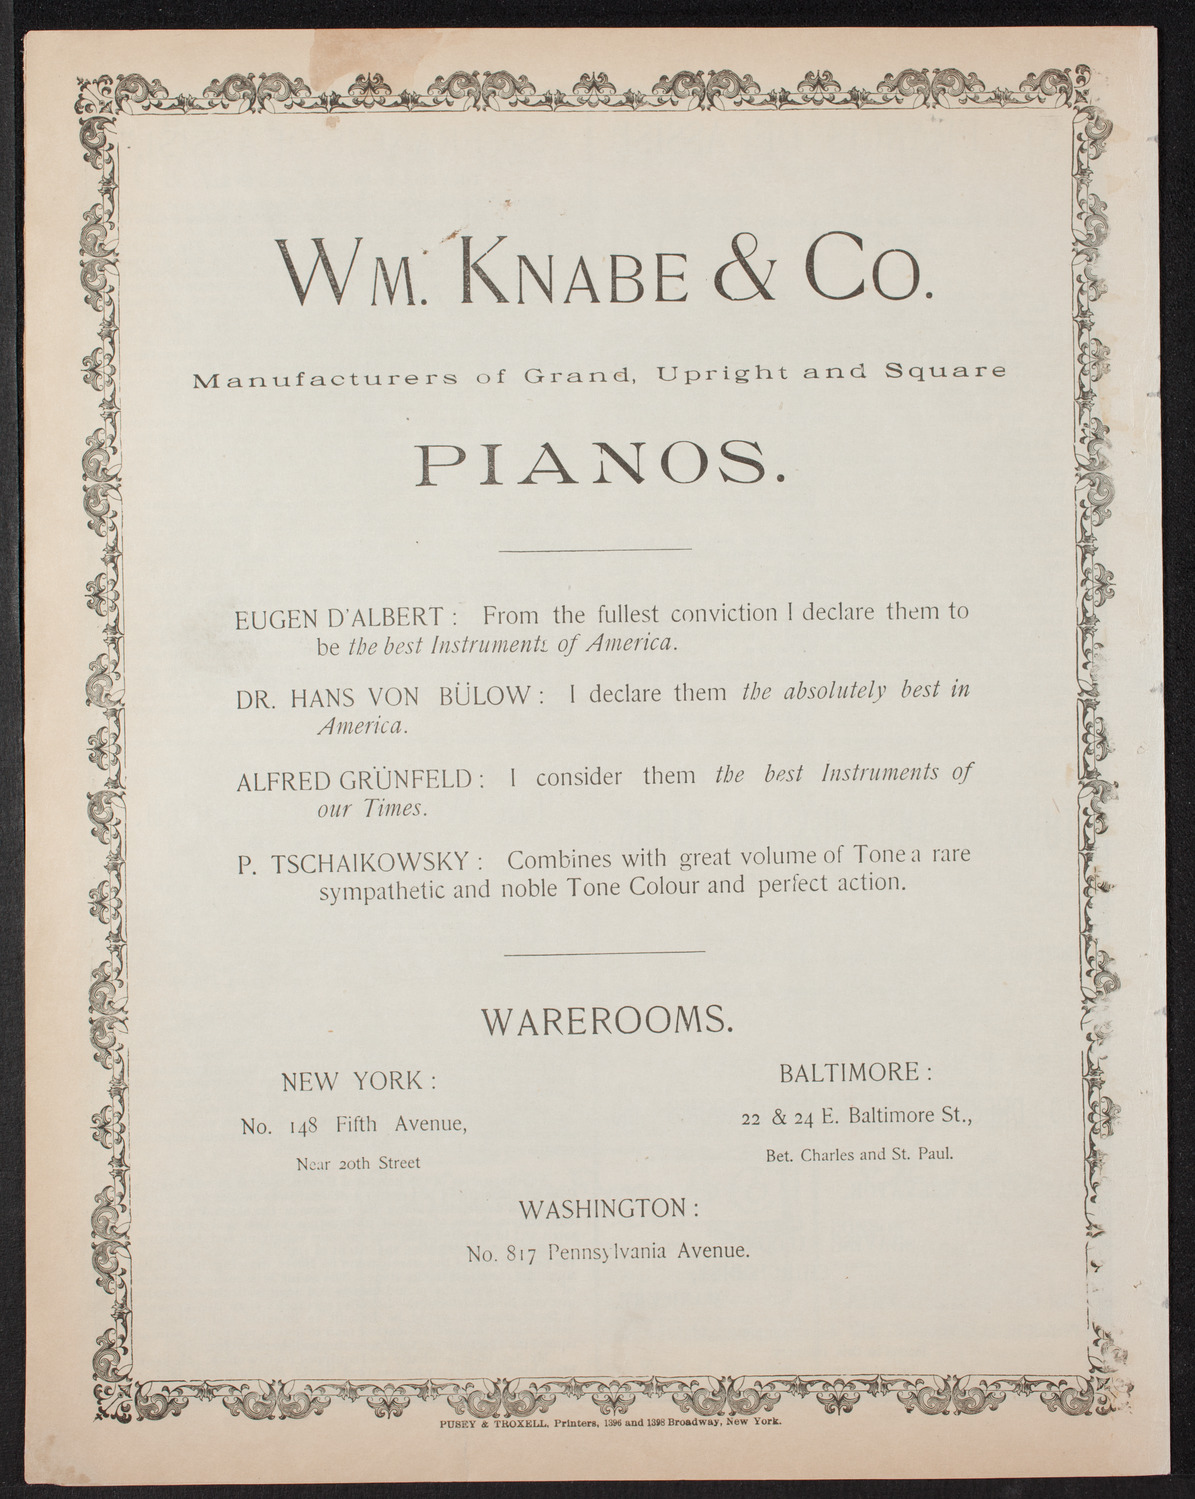 WM. KNABE & CO.
Manufacturers of Grand, Upright and Square
PIANOS.
EUGEN D'ALBERT : From the fullest conviction I declare them to
be the best Instruments of America.
DR. HANS VON BÜLOW : I declare them the absolutely best in
America.
ALFRED GRÜNFELD : I consider them the best Instruments of
our Times.
P. TSCHAIKOWSKY : Combines with great volume of Tone a rare
sympathetic and noble Tone Colour and perfect action.
WAREROOMS.
NEW YORK :
No. 148 Fifth Avenue,
Near 20th Street
BALTIMORE :
22 & 24 E. Baltimore St.,
Bet. Charles and St. Paul.
WASHINGTON :
No. 817 Pennsylvania Avenue.
PUSEY & TROXELL, Printers, 1396 and 1398 Broadway, New York.